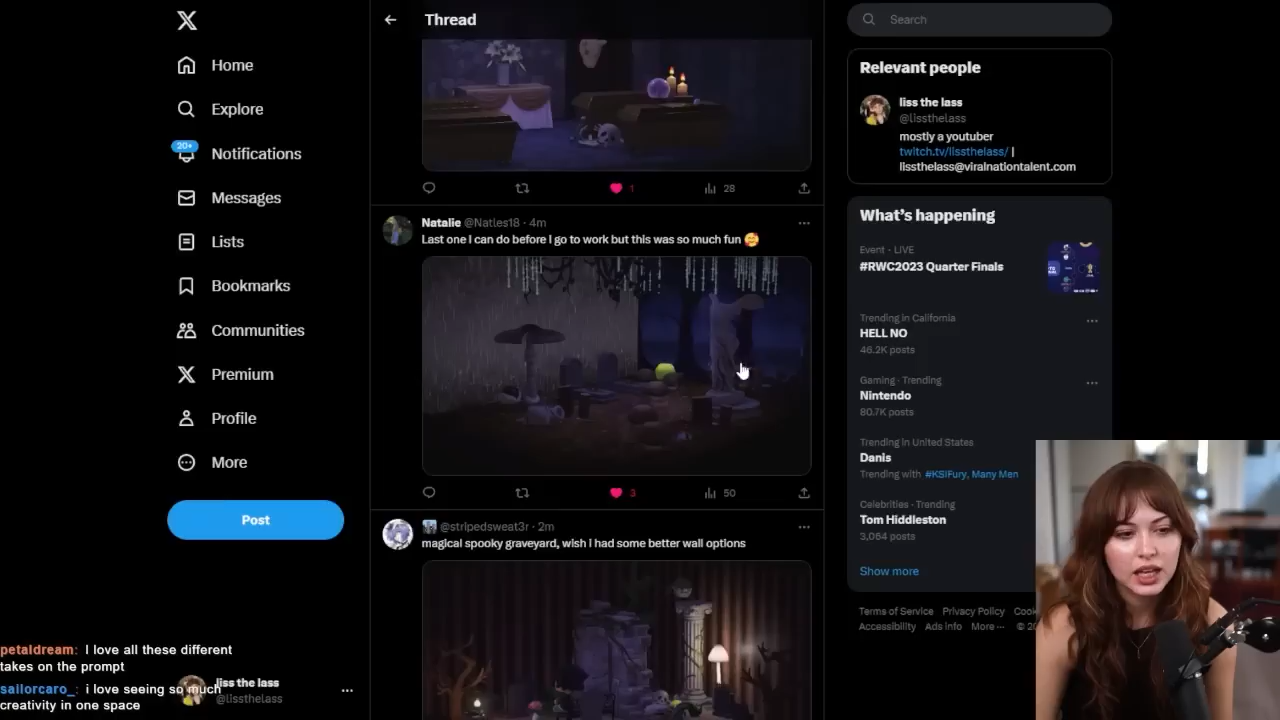 Home
Explore
20+
Notifications
Messages
Lists
Bookmarks
Communities
Premium
Profile
More
Post
petaldream: I love all these different
takes on the prompt
sailorcaro_: i love seeing so much
creativity in one space
liss the lass
@lissthelass
Thread
1
28
Natalie @Natles18 · 4m
Last one I can do before I go to work but this was so much fun 🥰
3
50
@stripedsweat3r · 2m
magical spooky graveyard, wish i had some better wall options
Search
Relevant people
liss the lass
@lissthelass
mostly a youtuber
twitch.tv/lissthelass/ |
lissthelass@viralnationtalent.com
What's happening
Event · LIVE
#RWC2023 Quarter Finals
Trending in California
HELL NO
46.2K posts
Gaming · Trending
Nintendo
80.7K posts
Trending in United States
Danis
Trending with #KSIFury, Many Men
Celebrities · Trending
Tom Hiddleston
3,064 posts
Show more
Terms of Service Privacy Policy Cook
Accessibility Ads info More ··· © 20